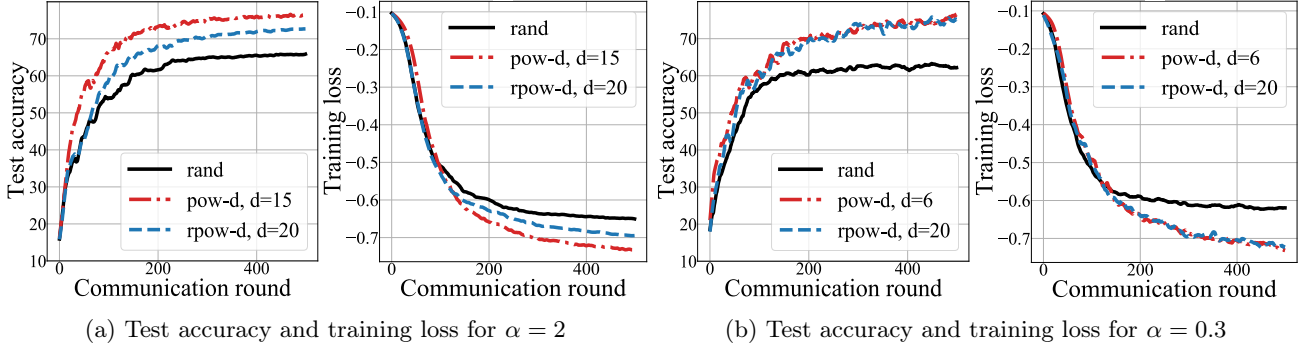 Test accuracy
70
60
50
40
30
20
10
0
200
400
Communication round
rand
pow-d, d=15
rpow-d, d=20
Training loss
−0.1
−0.2
−0.3
−0.4
−0.5
−0.6
−0.7
0
200
400
Communication round
rand
pow-d, d=15
rpow-d, d=20
(a) Test accuracy and training loss for α = 2
Test accuracy
70
60
50
40
30
20
10
0
200
400
Communication round
rand
pow-d, d=6
rpow-d, d=20
Training loss
−0.1
−0.2
−0.3
−0.4
−0.5
−0.6
−0.7
0
200
400
Communication round
rand
pow-d, d=6
rpow-d, d=20
(b) Test accuracy and training loss for α = 0.3